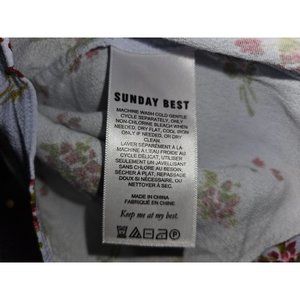 SUNDAY BEST
MACHINE WASH COLD GENTLE
CYCLE SEPARATELY, ONLY
NON-CHLORINE BLEACH WHEN
NEEDED, DRY FLAT, COOL IRON
ONLY IF NEEDED, OR DRY
CLEAN.
LAVER SÉPARÉMENT À LA
MACHINE À L'EAU FROIDE AU
CYCLE DÉLICAT, UTILISER
SEULEMENT UN JAVELLISANT
SANS CHLORE AU BESOIN
SÉCHER À PLAT, REPASSAGE
DOUX SI NÉCESSAIRE, OU
NETTOYER À SEC.
MADE IN CHINA
FABRIQUÉ EN CHINE
Keep me at my best.